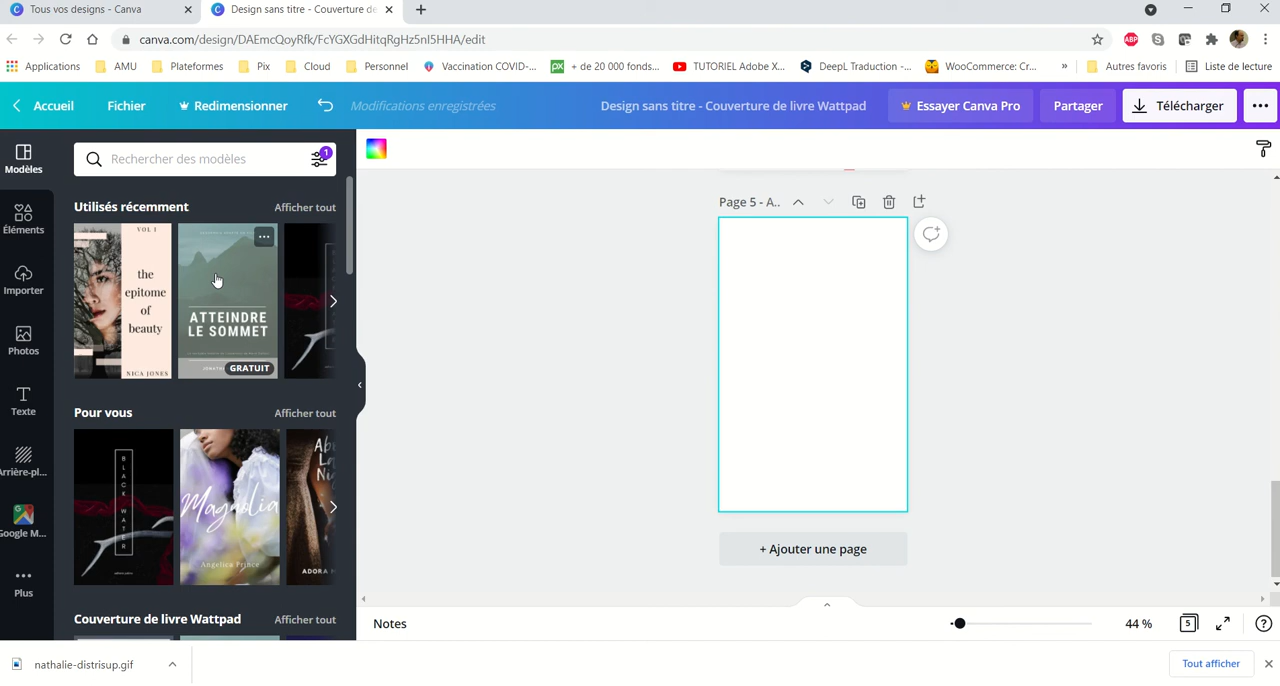 Tous vos designs - Canva
Design sans titre - Couverture de
canva.com/design/DAEmcQoyRfk/FcYGXGdHitqRgHz5nI5HHA/edit
ABP
Applications
AMU
Plateformes
Pix
Cloud
Personnel
Vaccination COVID-...
px
+ de 20 000 fonds...
TUTORIEL Adobe X...
DeepL Traduction -...
WooCommerce: Cr...
»
Autres favoris
Liste de lecture
Accueil
Fichier
Redimensionner
Modifications enregistrées
Design sans titre - Couverture de livre Wattpad
Essayer Canva Pro
Partager
Télécharger
Modèles
Éléments
Importer
Photos
Texte
Arrière-pl...
Google M...
Plus
Rechercher des modèles
1
Utilisés récemment
Afficher tout
VOL I
the
epitome
of
beauty
NICA JONES
ATTEINDRE
LE SOMMET
GRATUIT
Pour vous
Afficher tout
BLACK WATER
Magnolia
Angelica Prince
ADORA
Couverture de livre Wattpad
Afficher tout
Page 5 - A..
+ Ajouter une page
Notes
44 %
5
?
nathalie-distrisup.gif
Tout afficher